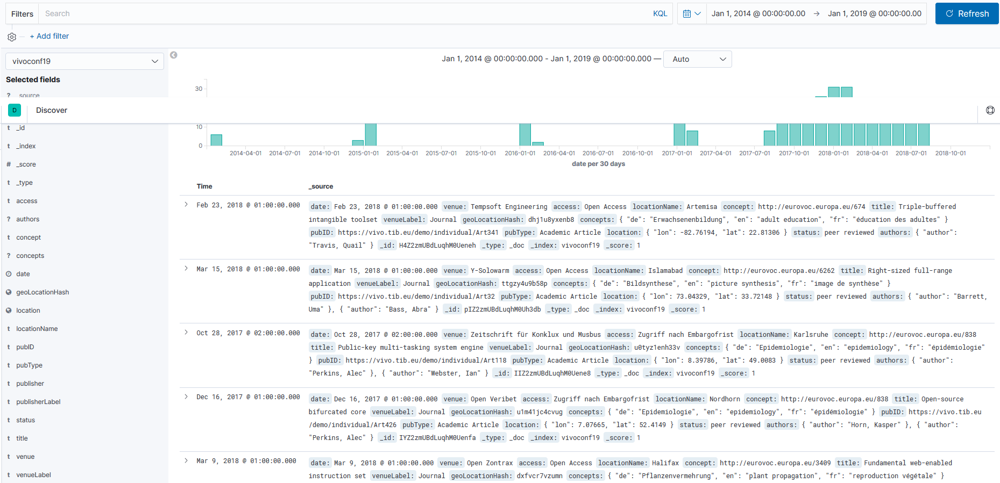 Filters Search KQL Jan 1, 2014 @ 00:00:00.00 → Jan 1, 2019 @ 00:00:00.00 Refresh
+ Add filter
vivoconf19
Jan 1, 2014 @ 00:00:00.000 - Jan 1, 2019 @ 00:00:00.000 — Auto
Selected fields
? _source
30
D Discover
10
0
2014-04-01 2014-07-01 2014-10-01 2015-01-01 2015-04-01 2015-07-01 2015-10-01 2016-01-01 2016-04-01 2016-07-01 2016-10-01 2017-01-01 2017-04-01 2017-07-01 2017-10-01 2018-01-01 2018-04-01 2018-07-01 2018-10-01
date per 30 days
t _id
t _index
# _score
t _type
t access
? authors
t concept
? concepts
date
geoLocationHash
location
t locationName
t pubID
t pubType
t publisher
t publisherLabel
t status
t title
t venue
t venueLabel
Time _source
Feb 23, 2018 @ 01:00:00.000 date: Feb 23, 2018 @ 01:00:00.000 venue: Tempsoft Engineering access: Open Access locationName: Artemisa concept: http://eurovoc.europa.eu/674 title: Triple-buffered
intangible toolset venueLabel: Journal geoLocationHash: dhj1u8yxenb8 concepts: { "de": "Erwachsenenbildung", "en": "adult education", "fr": "éducation des adultes" }
pubID: https://vivo.tib.eu/demo/individual/Art341 pubType: Academic Article location: { "lon": -82.76194, "lat": 22.81306 } status: peer reviewed authors: { "author":
"Travis, Quail" } _id: H4Z2zmUBdLuqhM0Ueneh _type: _doc _index: vivoconf19 _score: 1
Mar 15, 2018 @ 01:00:00.000 date: Mar 15, 2018 @ 01:00:00.000 venue: Y-Solowarm access: Open Access locationName: Islamabad concept: http://eurovoc.europa.eu/6262 title: Right-sized full-range
application venueLabel: Journal geoLocationHash: ttgzy4u9b58p concepts: { "de": "Bildsynthese", "en": "picture synthesis", "fr": "image de synthèse" }
pubID: https://vivo.tib.eu/demo/individual/Art32 pubType: Academic Article location: { "lon": 73.04329, "lat": 33.72148 } status: peer reviewed authors: { "author": "Barrett,
Uma" }, { "author": "Bass, Abra" } _id: pIZ2zmUBdLuqhM0Uh3db _type: _doc _index: vivoconf19 _score: 1
Oct 28, 2017 @ 02:00:00.000 date: Oct 28, 2017 @ 02:00:00.000 venue: Zeitschrift für Konklux und Musbus access: Zugriff nach Embargofrist locationName: Karlsruhe concept: http://eurovoc.europa.eu/838
title: Public-key multi-tasking system engine venueLabel: Journal geoLocationHash: u0tyz1enh33v concepts: { "de": "Epidemiologie", "en": "epidemiology", "fr": "épidémiologie"
} pubID: https://vivo.tib.eu/demo/individual/Art118 pubType: Academic Article location: { "lon": 8.39786, "lat": 49.0083 } status: peer reviewed authors: { "author":
"Perkins, Alec" }, { "author": "Webster, Ian" } _id: IIZ2zmUBdLuqhM0Uene8 _type: _doc _index: vivoconf19 _score: 1
Dec 16, 2017 @ 01:00:00.000 date: Dec 16, 2017 @ 01:00:00.000 venue: Open Veribet access: Zugriff nach Embargofrist locationName: Nordhorn concept: http://eurovoc.europa.eu/838 title: Open-source
bifurcated core venueLabel: Journal geoLocationHash: u1m41jc4cvug concepts: { "de": "Epidemiologie", "en": "epidemiology", "fr": "épidémiologie" } pubID: https://vivo.tib.eu
/demo/individual/Art426 pubType: Academic Article location: { "lon": 7.07665, "lat": 52.4149 } status: peer reviewed authors: { "author": "Horn, Kasper" }, { "author":
"Perkins, Alec" } _id: IYZ2zmUBdLuqhM0Uenfa _type: _doc _index: vivoconf19 _score: 1
Mar 9, 2018 @ 01:00:00.000 date: Mar 9, 2018 @ 01:00:00.000 venue: Open Zontrax access: Open Access locationName: Halifax concept: http://eurovoc.europa.eu/3409 title: Fundamental web-enabled
instruction set venueLabel: Journal geoLocationHash: dxfvcr7vzumn concepts: { "de": "Pflanzenvermehrung", "en": "plant propagation", "fr": "reproduction végétale" }